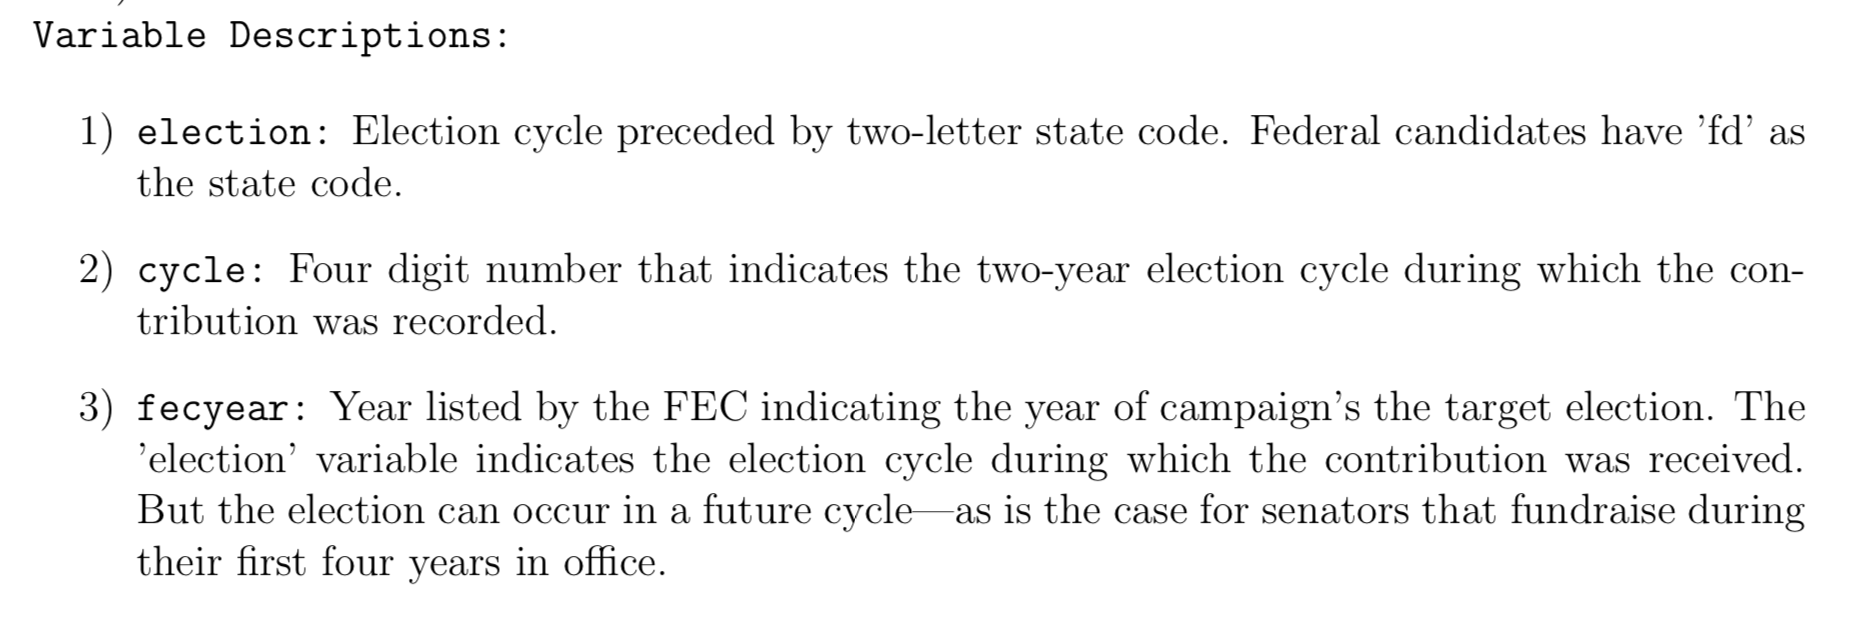 Variable Descriptions:
1) election: Election cycle preceded by two-letter state code. Federal candidates have ’fd’ as
the state code.
2) cycle: Four digit number that indicates the two-year election cycle during which the con-
tribution was recorded.
3) fecyear: Year listed by the FEC indicating the year of campaign’s the target election. The
’election’ variable indicates the election cycle during which the contribution was received.
But the election can occur in a future cycle—as is the case for senators that fundraise during
their first four years in office.